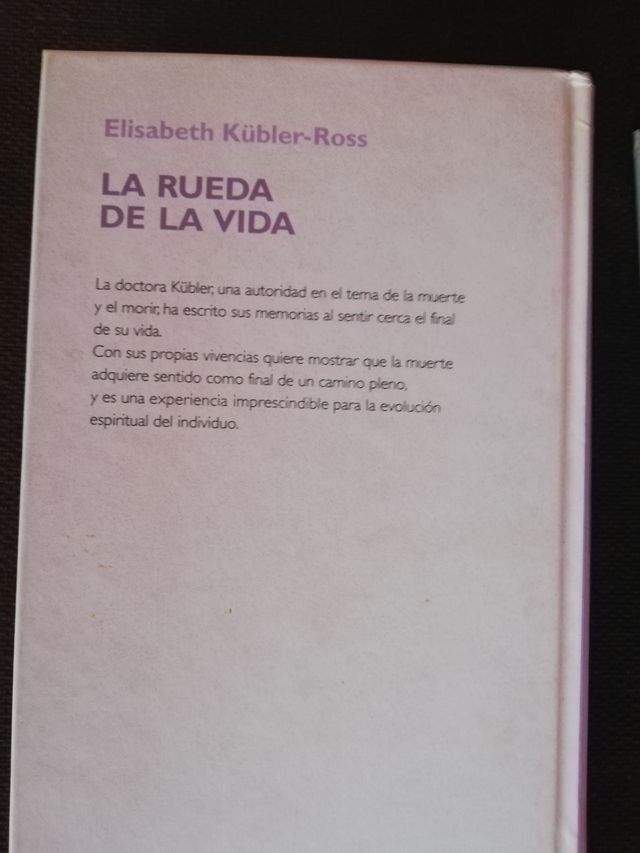 Elisabeth Kübler-Ross
LA RUEDA
DE LA VIDA
La doctora Kübler, una autoridad en el tema de la muerte
y el morir, ha escrito sus memorias al sentir cerca el final
de su vida.
Con sus propias vivencias quiere mostrar que la muerte
adquiere sentido como final de un camino pleno,
y es una experiencia imprescindible para la evolución
espiritual del individuo.